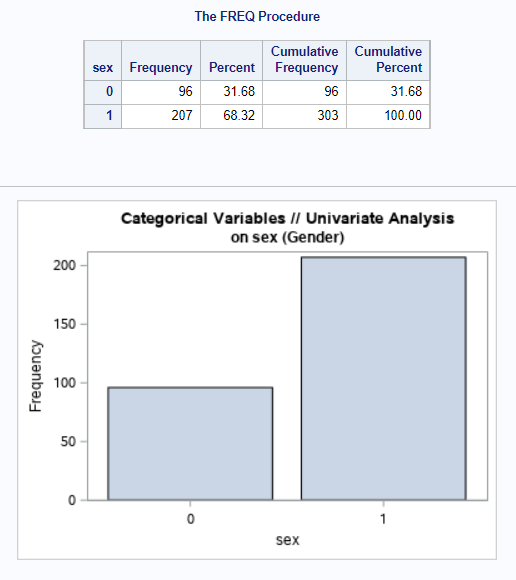 The FREQ Procedure
sex Frequency Percent Cumulative Frequency Cumulative Percent
0 96 31.68 96 31.68
1 207 68.32 303 100.00
Categorical Variables // Univariate Analysis
on sex (Gender)
Frequency
200
150
100
50
0
0 1
sex